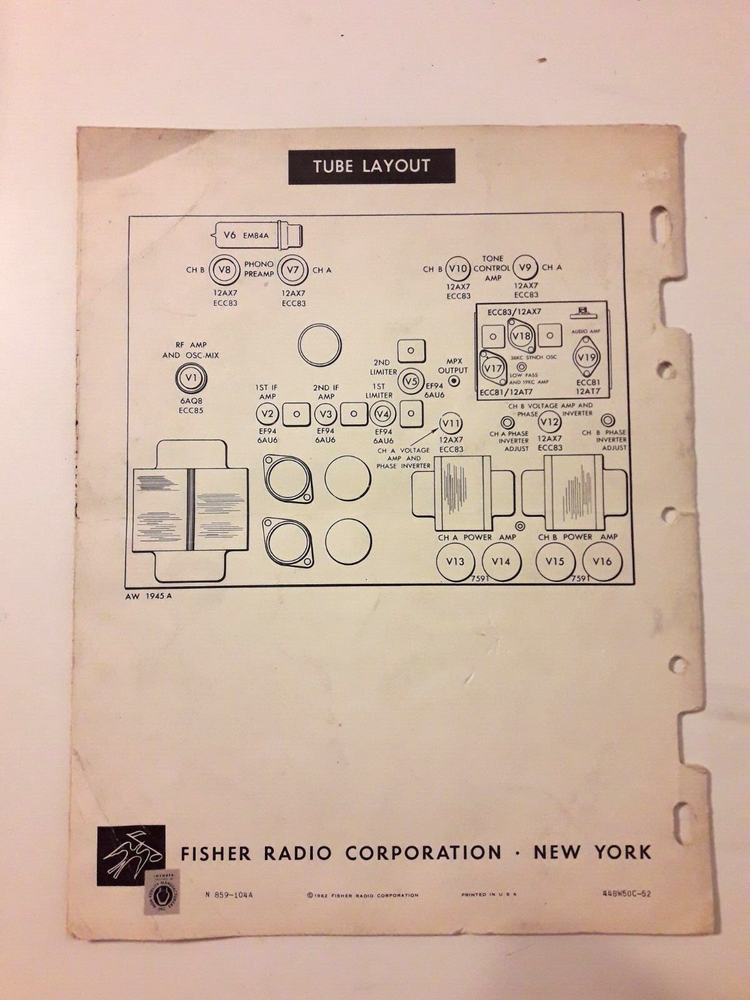 TUBE LAYOUT
V6 EM84A
CH B V8 PHONO PREAMP V7 CH A
12AX7 ECC83
12AX7 ECC83
CH B V10 TONE CONTROL AMP V9 CH A
12AX7 ECC83
12AX7 ECC83
ECC83/12AX7
V18
AUDIO AMP
V19
ECC81
12AT7
38KC SYNCH OSC
V17
LOW PASS
AND 19KC AMP
ECC81/12AT7
RF AMP
AND OSC-MIX
V1
6AQ8
ECC85
2ND
LIMITER
V5
EF94
6AU6
MPX
OUTPUT
1ST IF
AMP
V2
EF94
6AU6
2ND IF
AMP
V3
EF94
6AU6
1ST
LIMITER
V4
EF94
6AU6
V11
12AX7
ECC83
CH A VOLTAGE
AMP AND
PHASE INVERTER
CH B VOLTAGE AMP AND
PHASE INVERTER
V12
12AX7
ECC83
CH A PHASE
INVERTER
ADJUST
CH B PHASE
INVERTER
ADJUST
CH A POWER AMP
V13 V14
7591
CH B POWER AMP
V15 V16
7591
AW 1945A
FISHER RADIO CORPORATION · NEW YORK
N 859-104A
© 1962 FISHER RADIO CORPORATION
PRINTED IN U S A
448W50C-62